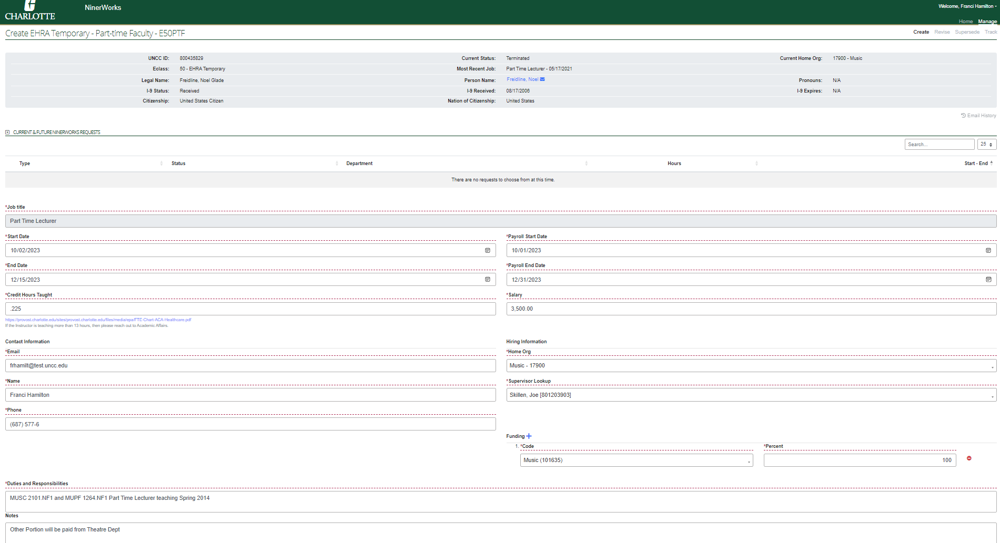 CHARLOTTE
NinerWorks
Welcome, Franci Hamilton
Home Manage
Create EHRA Temporary - Part-time Faculty - E50PTF
Create Revise Supersede Track
UNCC ID: 800435829 Current Status: Terminated Current Home Org: 17900 - Music
Eclass: 50 - EHRA Temporary Most Recent Job: Part Time Lecturer - 05/17/2021
Legal Name: Freidline, Noel Glade Person Name: Freidline, Noel Pronouns: N/A
I-9 Status: Received I-9 Received: 08/17/2006 I-9 Expires: N/A
Citizenship: United States Citizen Nation of Citizenship: United States
Email History
CURRENT & FUTURE NINERWORKS REQUESTS
Search... 25
Type Status Department Hours Start - End
There are no requests to choose from at this time.
*Job title
Part Time Lecturer
*Start Date *Payroll Start Date
10/02/2023 10/01/2023
*End Date *Payroll End Date
12/15/2023 12/31/2023
*Credit Hours Taught *Salary
.225 3,500.00
https://provost.charlotte.edu/sites/provost.charlotte.edu/files/media/epa/FTE-Chart-ACA-Healthcare.pdf
If the Instructor is teaching more than 13 hours, then please reach out to Academic Affairs.
Contact Information Hiring Information
*Email *Home Org
frhamilt@test.uncc.edu Music - 17900
*Name *Supervisor Lookup
Franci Hamilton Skillen, Joe [801203903]
*Phone
(687) 577-6
Funding
1. *Code *Percent
Music (101635) 100
*Duties and Responsibilities
MUSC 2101.NF1 and MUPF 1264.NF1 Part Time Lecturer teaching Spring 2014
Notes
Other Portion will be paid from Theatre Dept